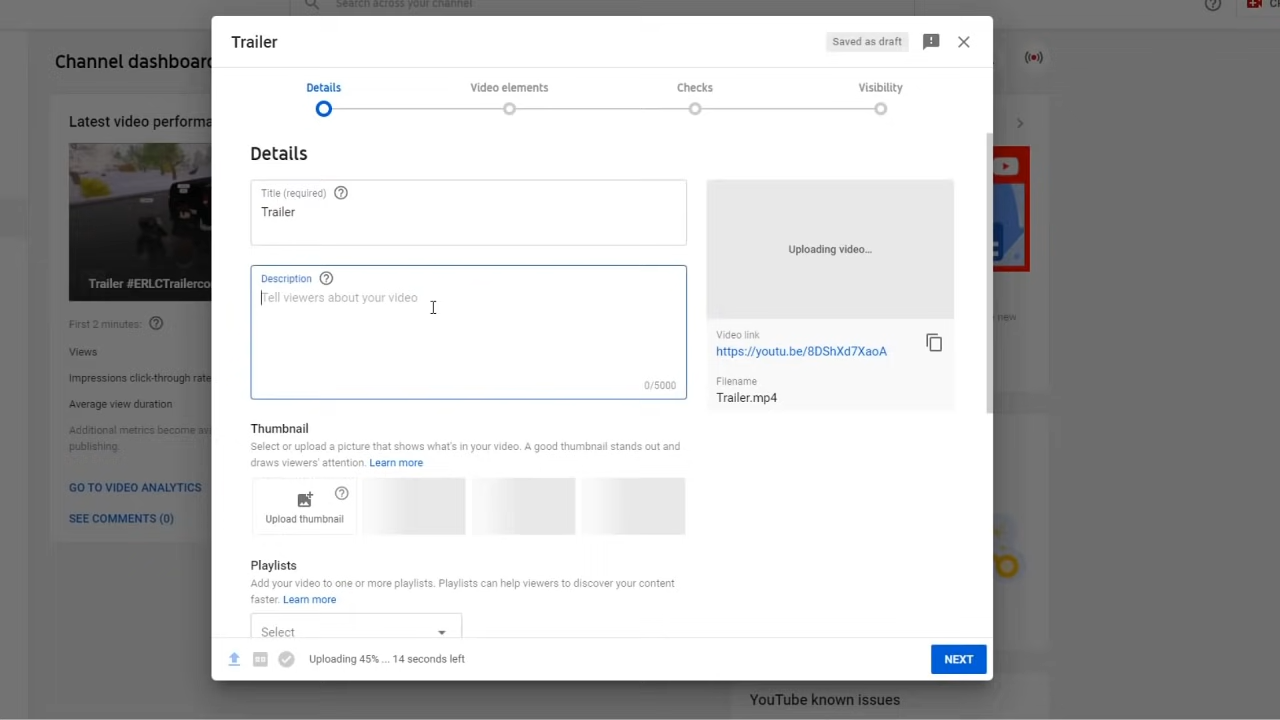 Search across your channel
Trailer
Saved as draft
Channel dashboard
Details
Video elements
Checks
Visibility
Latest video performa
Details
Title (required)
Trailer
Uploading video...
Trailer #ERLCTrailerco
Description
Tell viewers about your video
First 2 minutes:
new
Video link
https://youtu.be/8DShXd7XaoA
Views
Impressions click-through rate
Filename
Trailer.mp4
0/5000
Average view duration
Additional metrics become av
publishing.
Thumbnail
Select or upload a picture that shows what's in your video. A good thumbnail stands out and
draws viewers' attention. Learn more
GO TO VIDEO ANALYTICS
SEE COMMENTS (0)
Upload thumbnail
Playlists
Add your video to one or more playlists. Playlists can help viewers to discover your content
faster. Learn more
Select
Uploading 45% ... 14 seconds left
NEXT
YouTube known issues